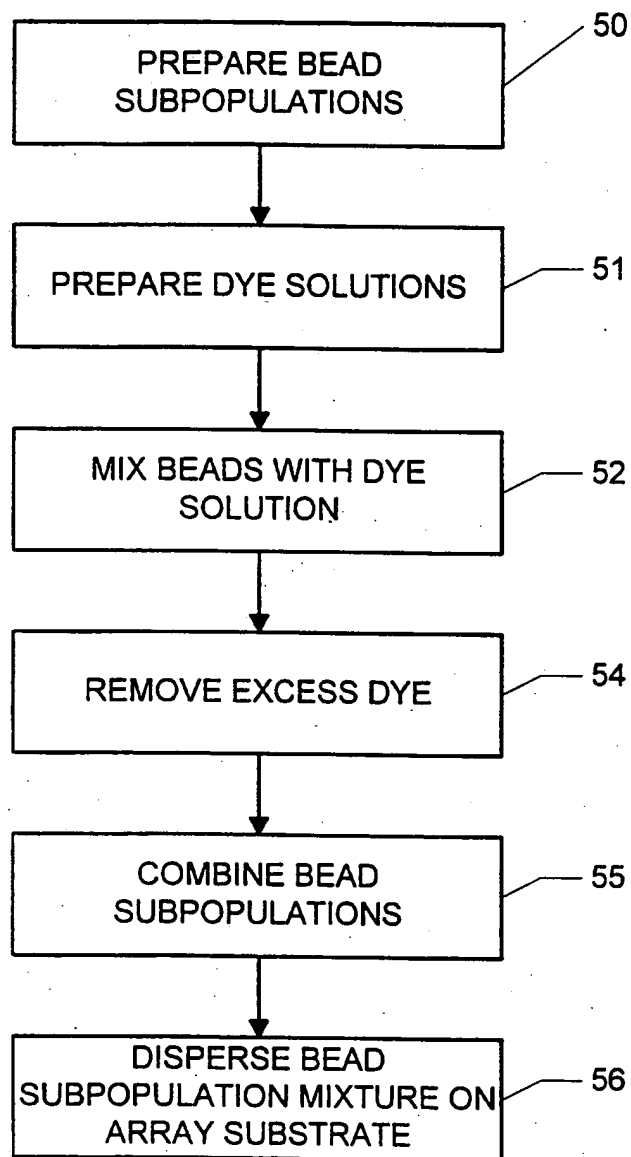 50
PREPARE BEAD
SUBPOPULATIONS
51
PREPARE DYE SOLUTIONS
52
MIX BEADS WITH DYE
SOLUTION
54
REMOVE EXCESS DYE
55
COMBINE BEAD
SUBPOPULATIONS
56
DISPERSE BEAD
SUBPOPULATION MIXTURE ON
ARRAY SUBSTRATE